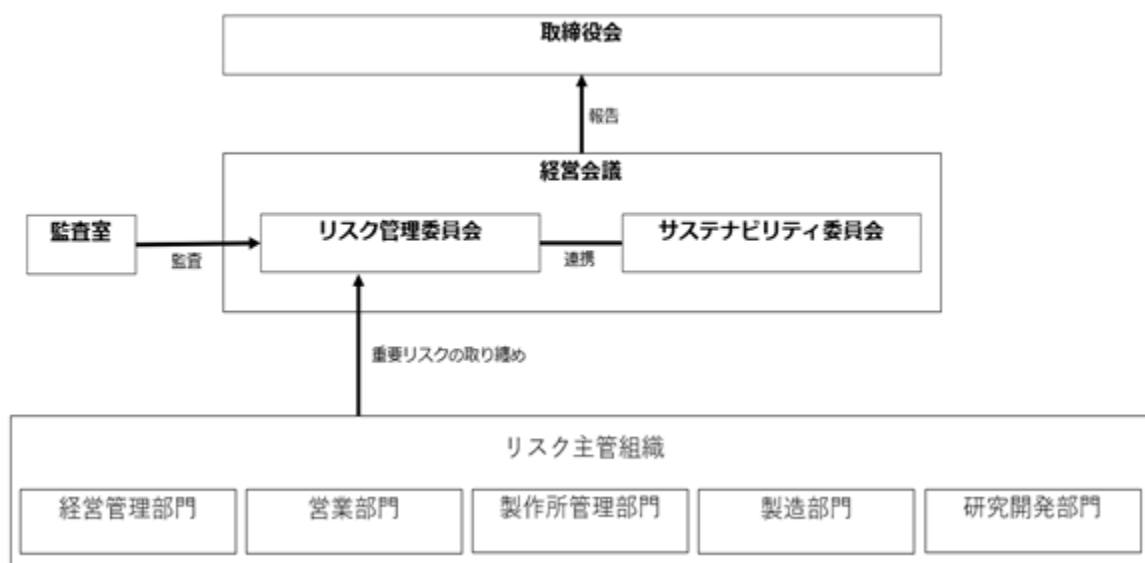 取締役会
報告
経営会議
監査室
監査
リスク管理委員会
連携
サステナビリティ委員会
重要リスクの取り纏め
リスク主管組織
経営管理部門
営業部門
製作所管理部門
製造部門
研究開発部門